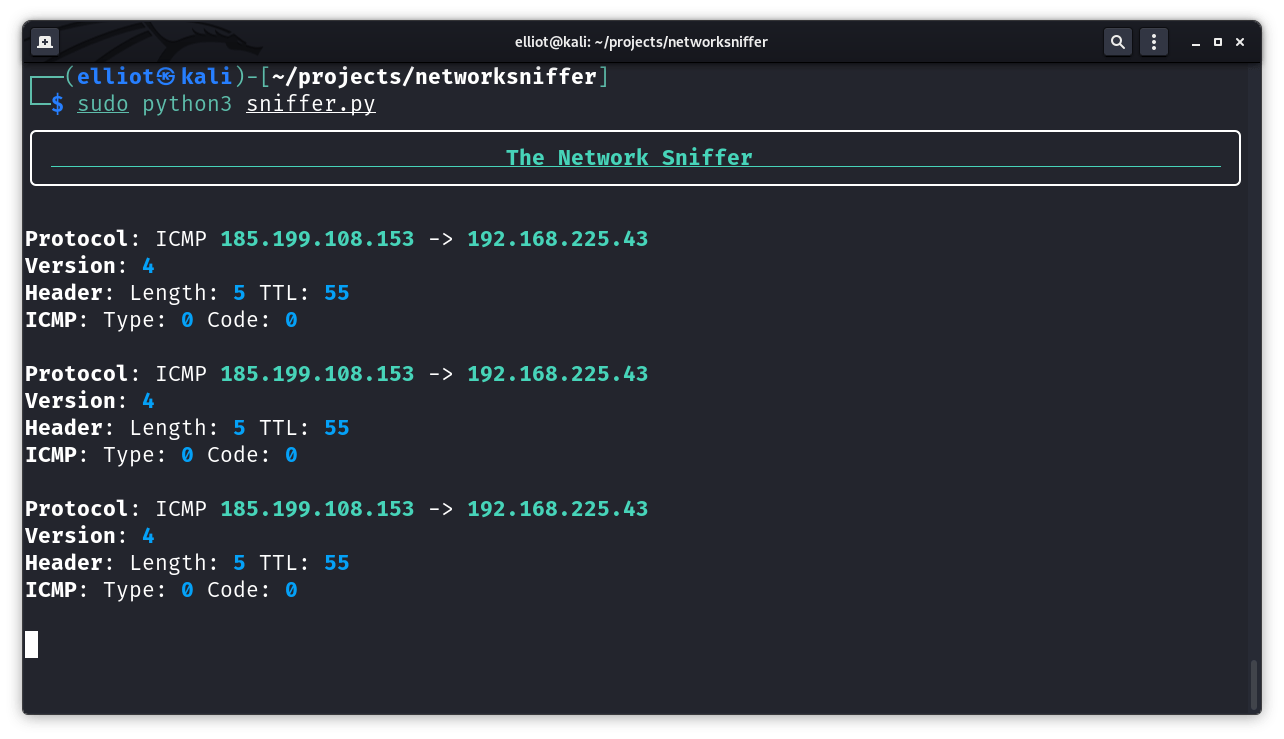 elliot@kali: ~/projects/networksniffer
┌──(elliot㉿kali)-[~/projects/networksniffer]
└─$ sudo python3 sniffer.py
The Network Sniffer
Protocol: ICMP 185.199.108.153 -> 192.168.225.43
Version: 4
Header: Length: 5 TTL: 55
ICMP: Type: 0 Code: 0
Protocol: ICMP 185.199.108.153 -> 192.168.225.43
Version: 4
Header: Length: 5 TTL: 55
ICMP: Type: 0 Code: 0
Protocol: ICMP 185.199.108.153 -> 192.168.225.43
Version: 4
Header: Length: 5 TTL: 55
ICMP: Type: 0 Code: 0